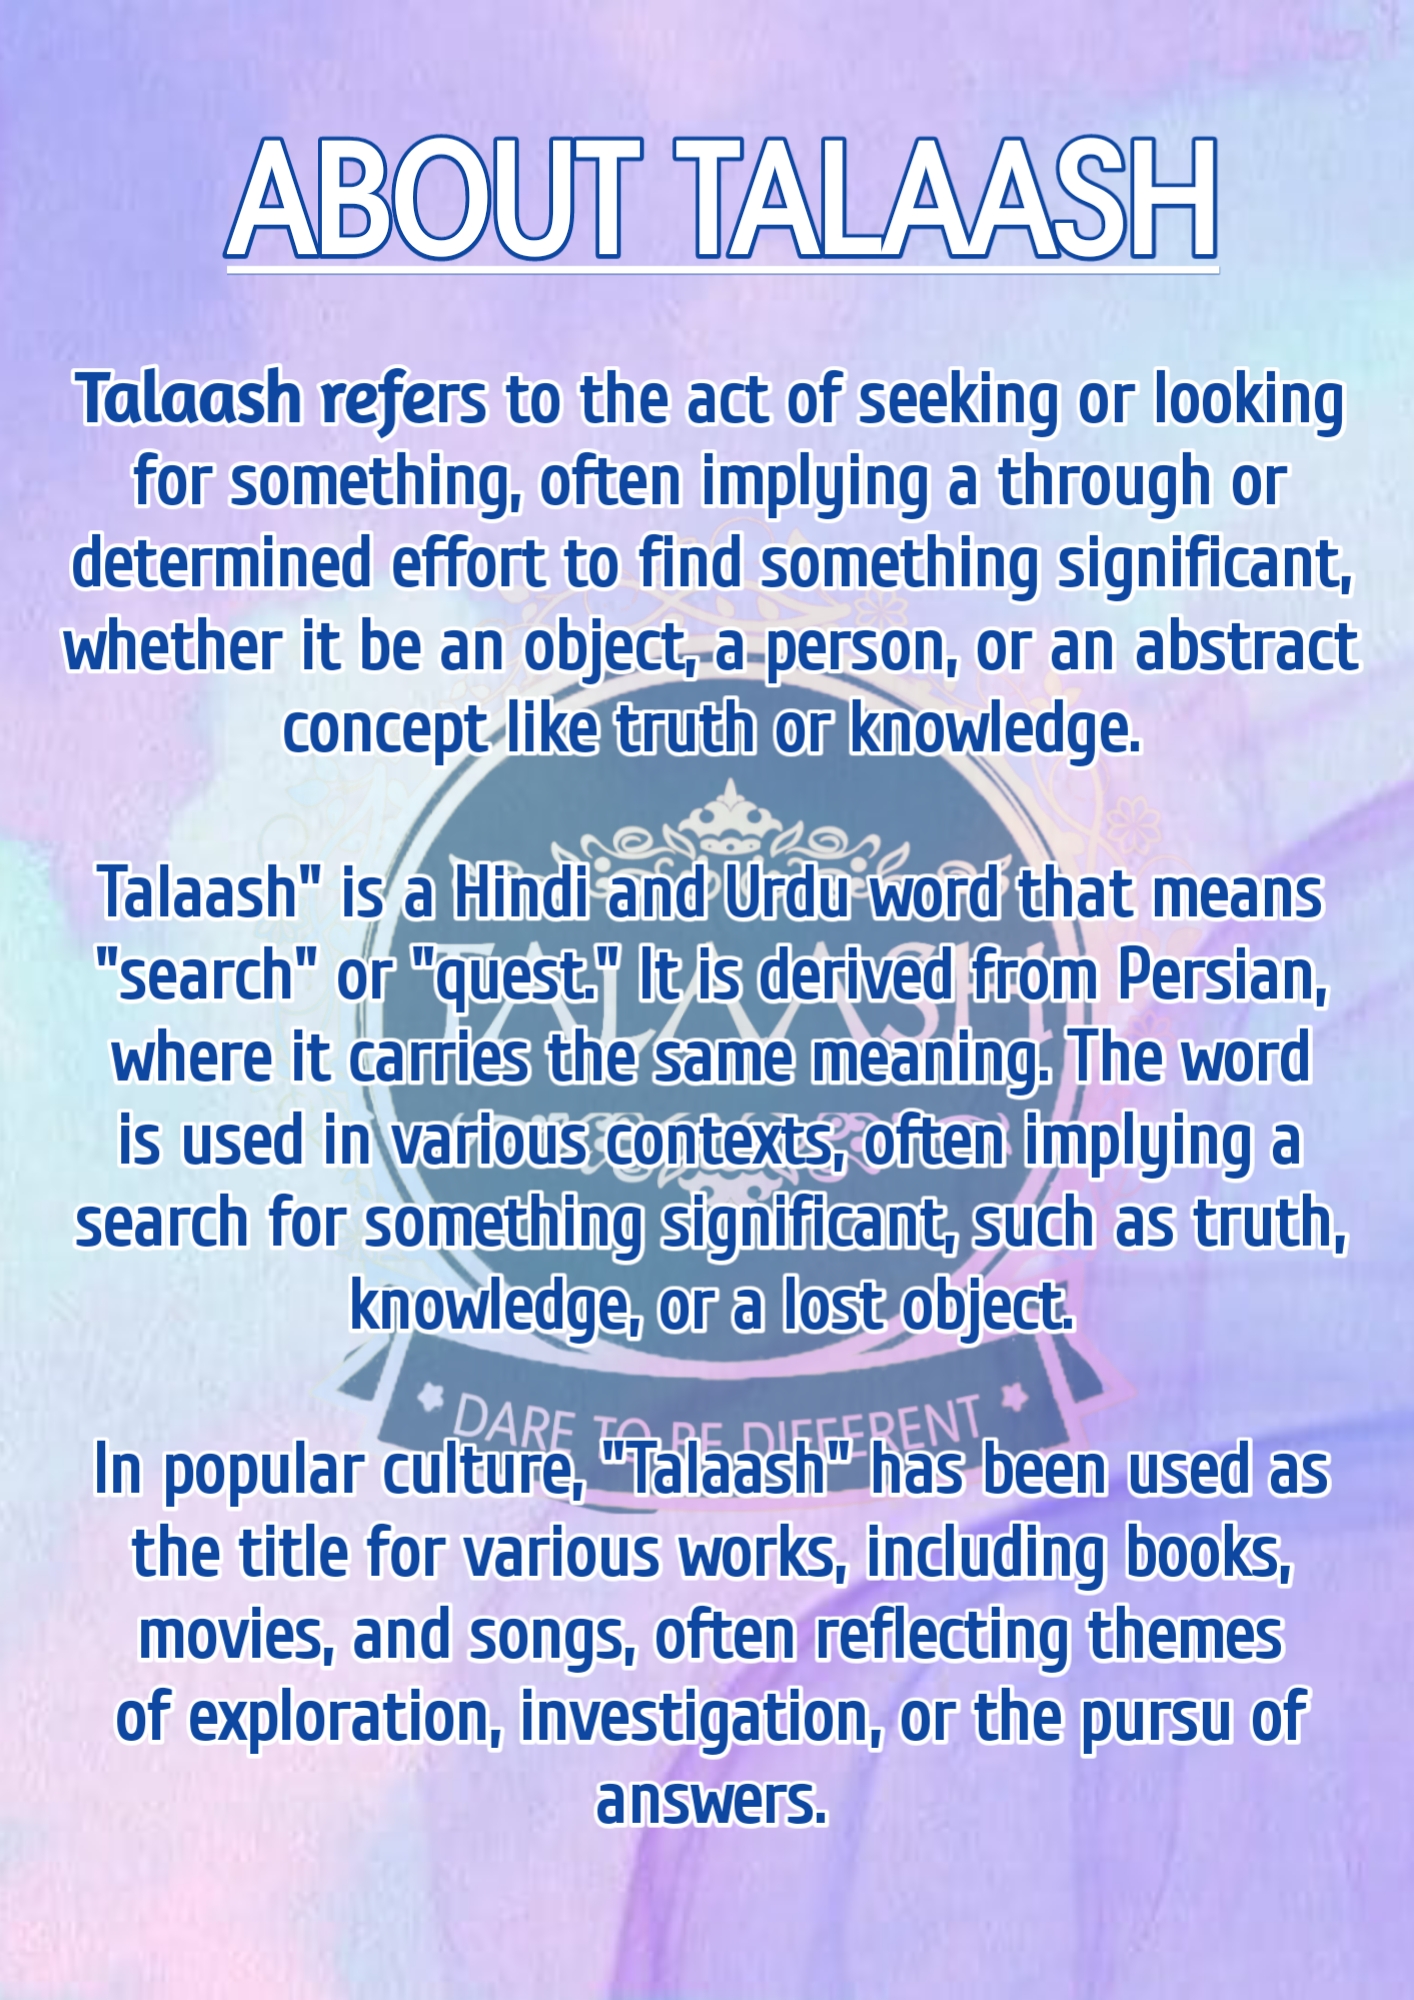 ABOUT TALAASH
Talaash refers to the act of seeking or looking
for something, often implying a through or
determined effort to find something significant,
whether it be an object, a person, or an abstract
concept like truth or knowledge.
Talaash" is a Hindi and Urdu word that means
"search" or "quest." It is derived from Persian,
TALAASH
where it carries the same meaning. The word
is used in various contexts, often implying a
search for something significant, such as truth,
knowledge, or a lost object.
DARE TO BE DIFFERENT
In popular culture, "Talaash" has been used as
the title for various works, including books,
movies, and songs, often reflecting themes
of exploration, investigation, or the pursu of
answers.